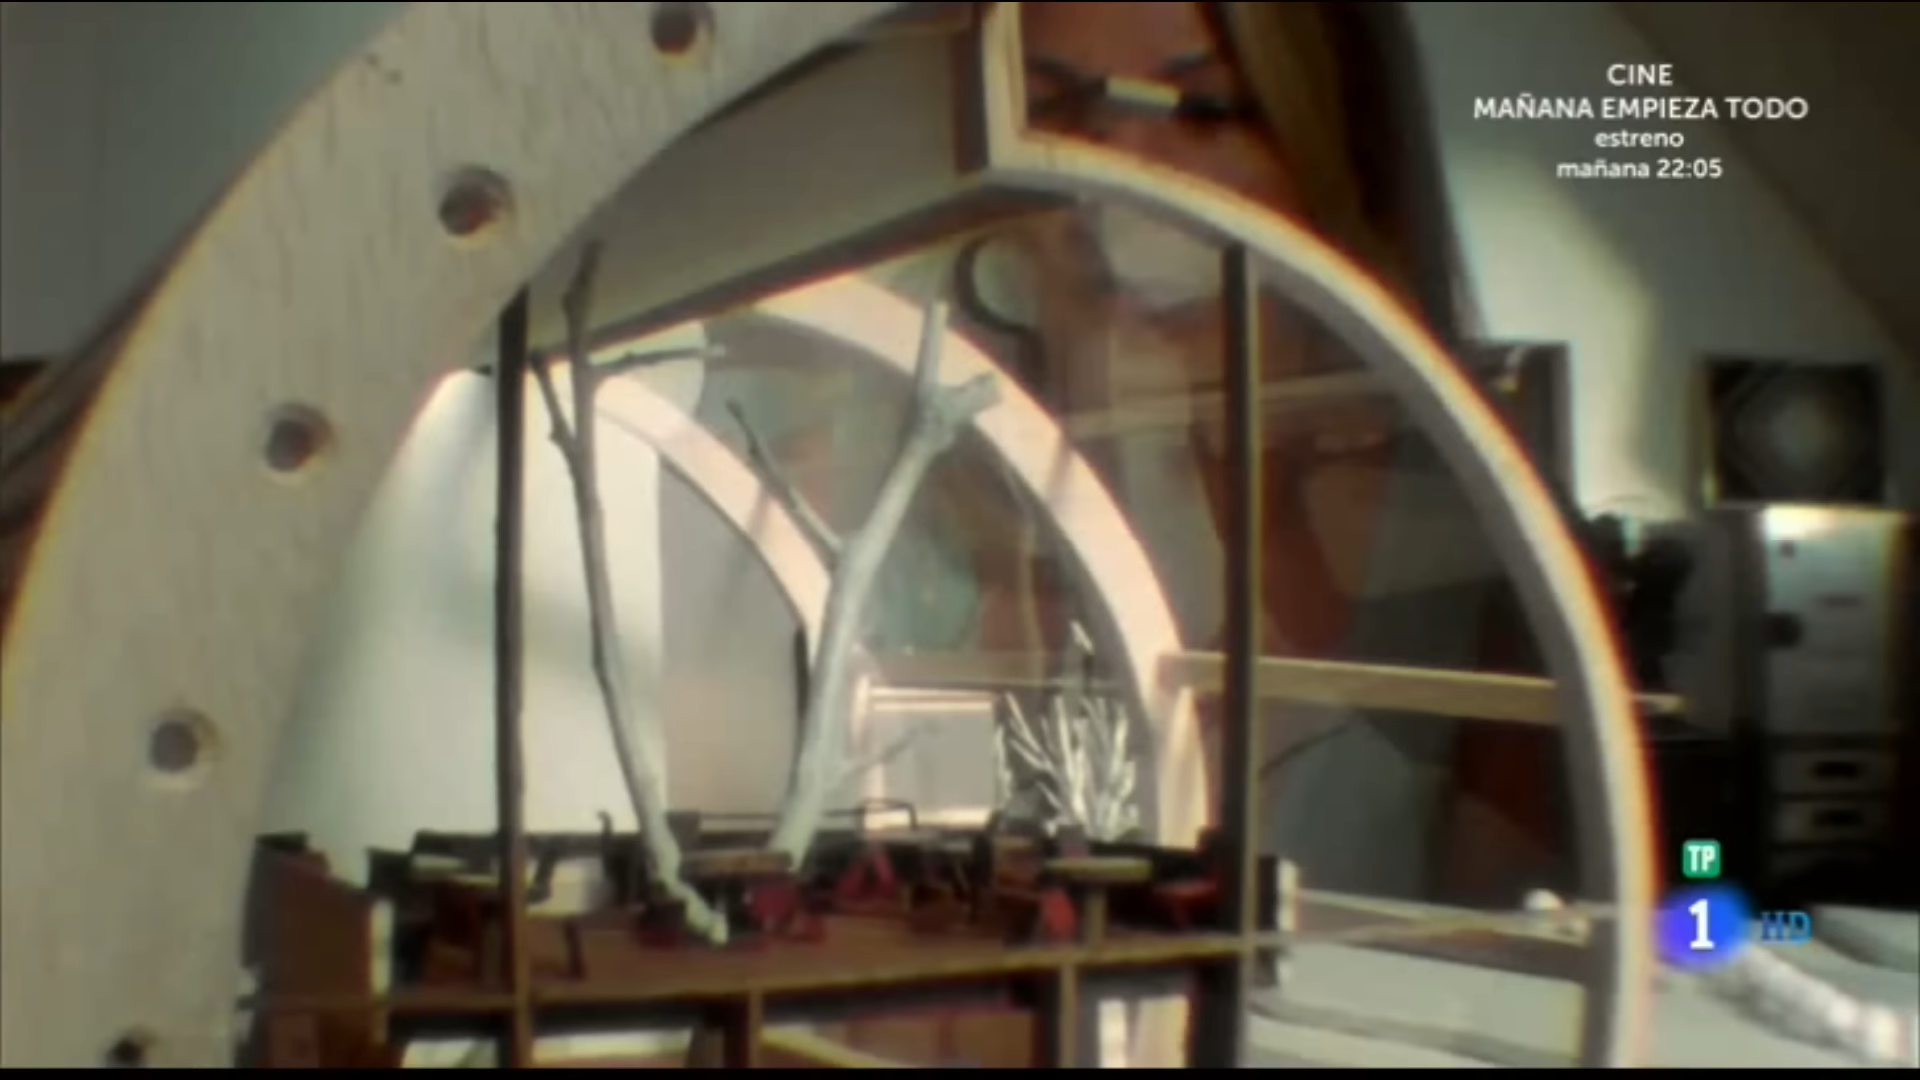 CINE
MAÑANA EMPIEZA TODO
estreno
mañana 22:05
TP
1 HD